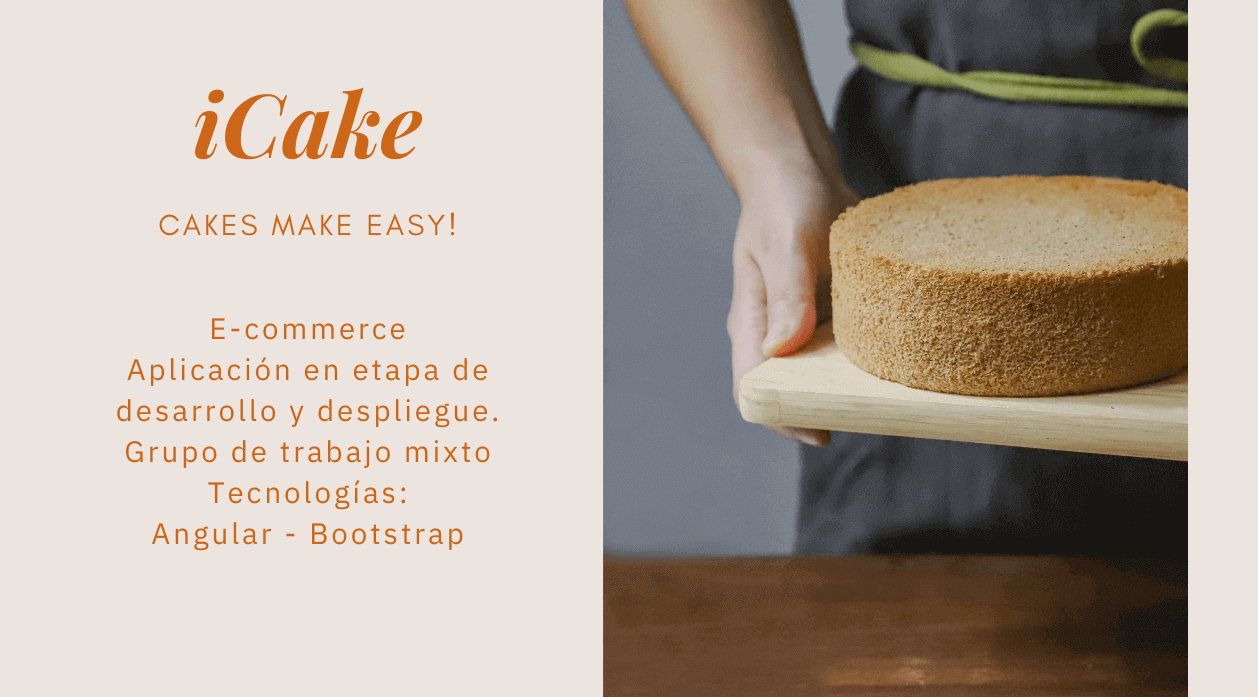 iCake
CAKES MAKE EASY!
E-commerce
Aplicación en etapa de
desarrollo y despliegue.
Grupo de trabajo mixto
Tecnologías:
Angular - Bootstrap